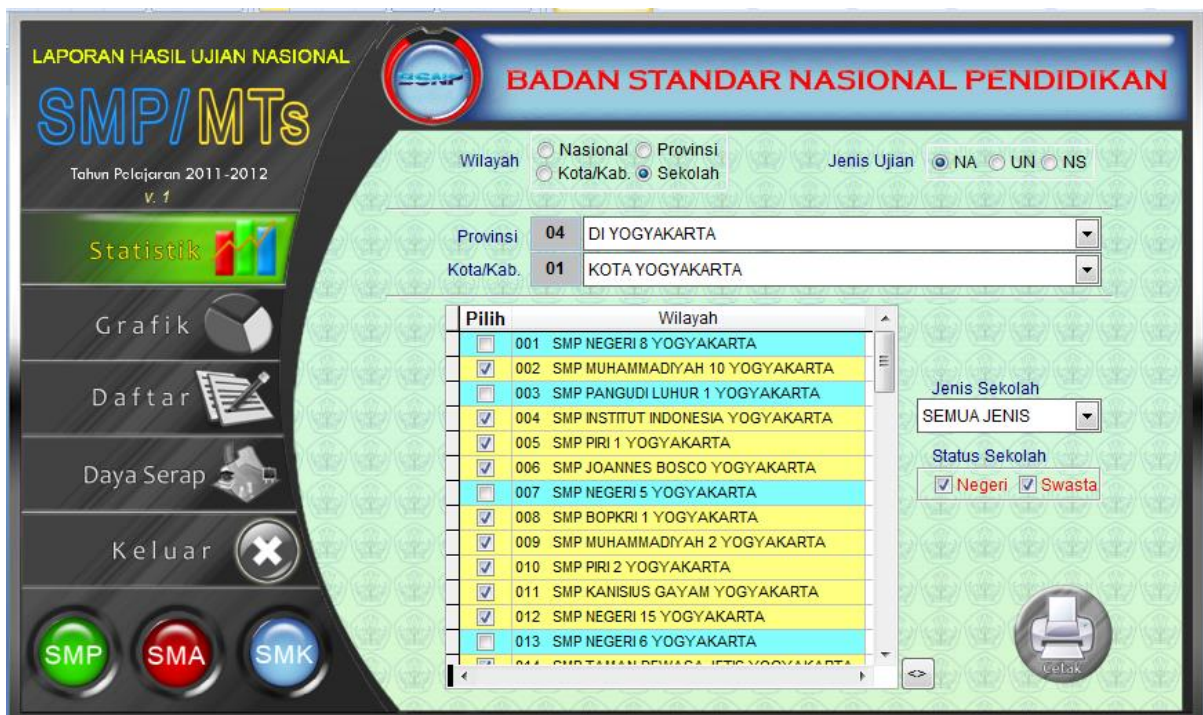 LAPORAN HASIL UJIAN NASIONAL
SMP/MTs
Tahun Pelajaran 2011-2012
v. 1
Statistik
Grafik
Daftar
Daya Serap
Keluar
SMP SMA SMK
BSNP
BADAN STANDAR NASIONAL PENDIDIKAN
Wilayah Nasional Provinsi Kota/Kab. Sekolah
Jenis Ujian NA UN NS
Provinsi 04 DI YOGYAKARTA
Kota/Kab. 01 KOTA YOGYAKARTA
Pilih Wilayah
001 SMP NEGERI 8 YOGYAKARTA
002 SMP MUHAMMADIYAH 10 YOGYAKARTA
003 SMP PANGUDI LUHUR 1 YOGYAKARTA
004 SMP INSTITUT INDONESIA YOGYAKARTA
005 SMP PIRI 1 YOGYAKARTA
006 SMP JOANNES BOSCO YOGYAKARTA
007 SMP NEGERI 5 YOGYAKARTA
008 SMP BOPKRI 1 YOGYAKARTA
009 SMP MUHAMMADIYAH 2 YOGYAKARTA
010 SMP PIRI 2 YOGYAKARTA
011 SMP KANISIUS GAYAM YOGYAKARTA
012 SMP NEGERI 15 YOGYAKARTA
013 SMP NEGERI 6 YOGYAKARTA
014 SMP TAMAN DEWASA JETIS YOGYAKARTA
<>
Jenis Sekolah
SEMUA JENIS
Status Sekolah
Negeri Swasta
Cetak